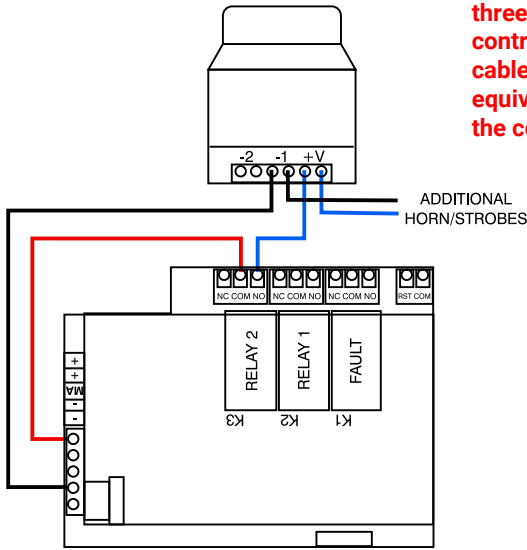 three
contr
cable
equiv
the c
-2 -1 +V
ADDITIONAL
HORN/STROBES
NC COM NO NC COM NO NC COM NO RST COM
RELAY 2
RELAY 1
FAULT
K3 K2 K1
+
+
MA
-
-